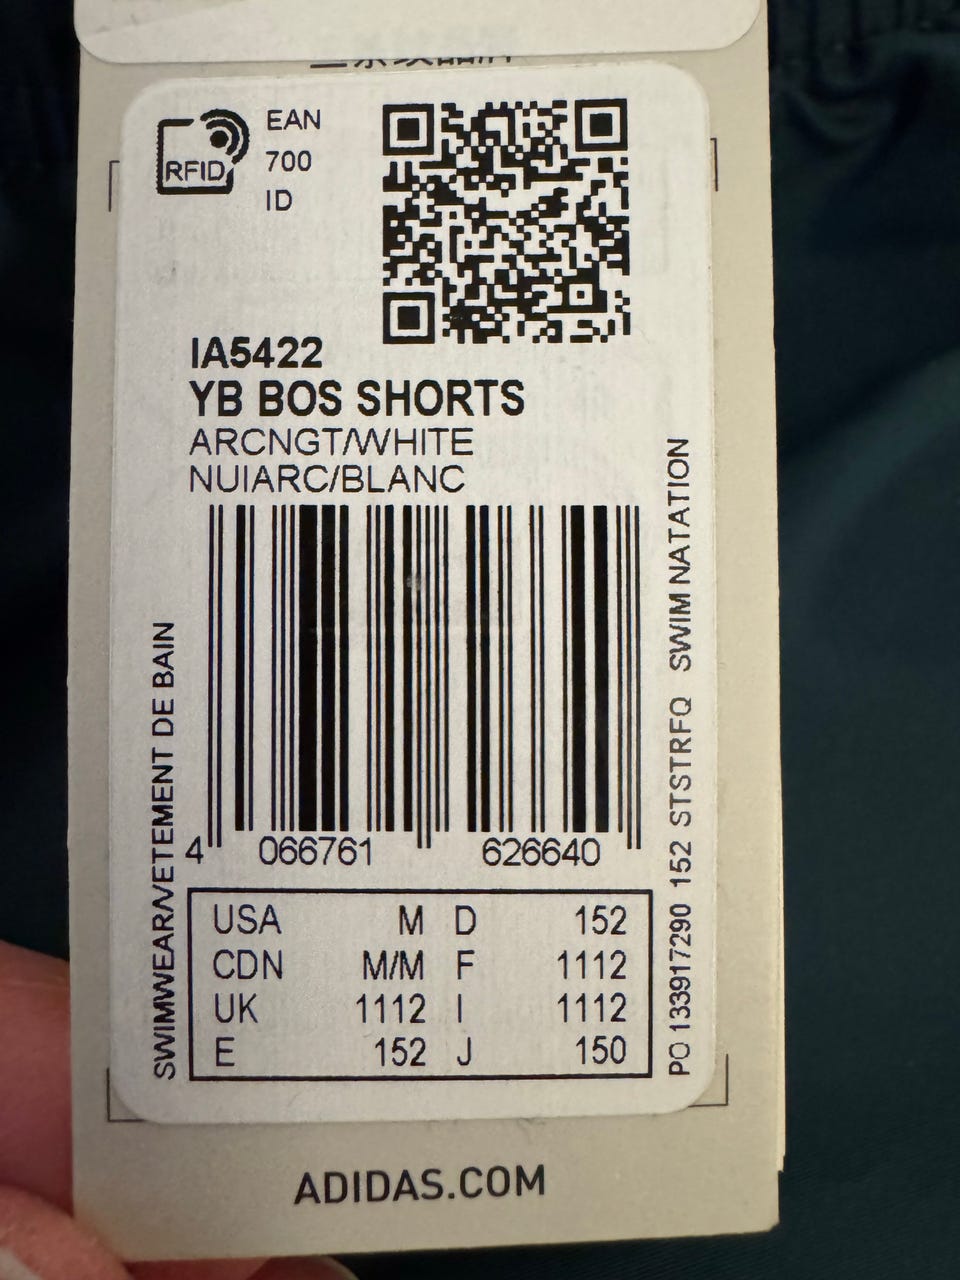 RFID
EAN
700
ID
IA5422
YB BOS SHORTS
ARCNGT/WHITE
NUIARC/BLANC
4 066761 626640
SWIMWEAR/VETEMENT DE BAIN
PO 133917290 152 STSTRFQ SWIM NATATION
USA M D 152
CDN M/M F 1112
UK 1112 I 1112
E 152 J 150
ADIDAS.COM